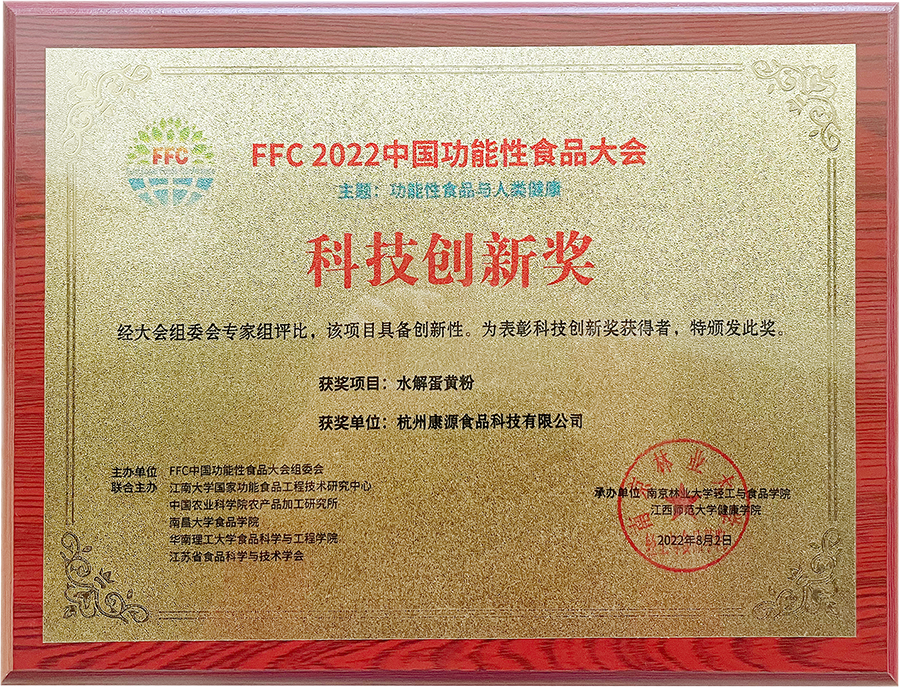 FFC
FFC 2022中国功能性食品大会
主题：功能性食品与人类健康
科技创新奖
经大会组委会专家组评比，该项目具备创新性。为表彰科技创新奖获得者，特颁发此奖。
获奖项目：水解蛋黄粉
获奖单位：杭州康源食品科技有限公司
主办单位 FFC中国功能性食品大会组委会
联合主办 江南大学国家功能食品工程技术研究中心
中国农业科学院农产品加工研究所
南昌大学食品学院
华南理工大学食品科学与工程学院
江苏省食品科学与技术学会
承办单位 南京林业大学轻工与食品学院
江西师范大学健康学院
2022年8月2日